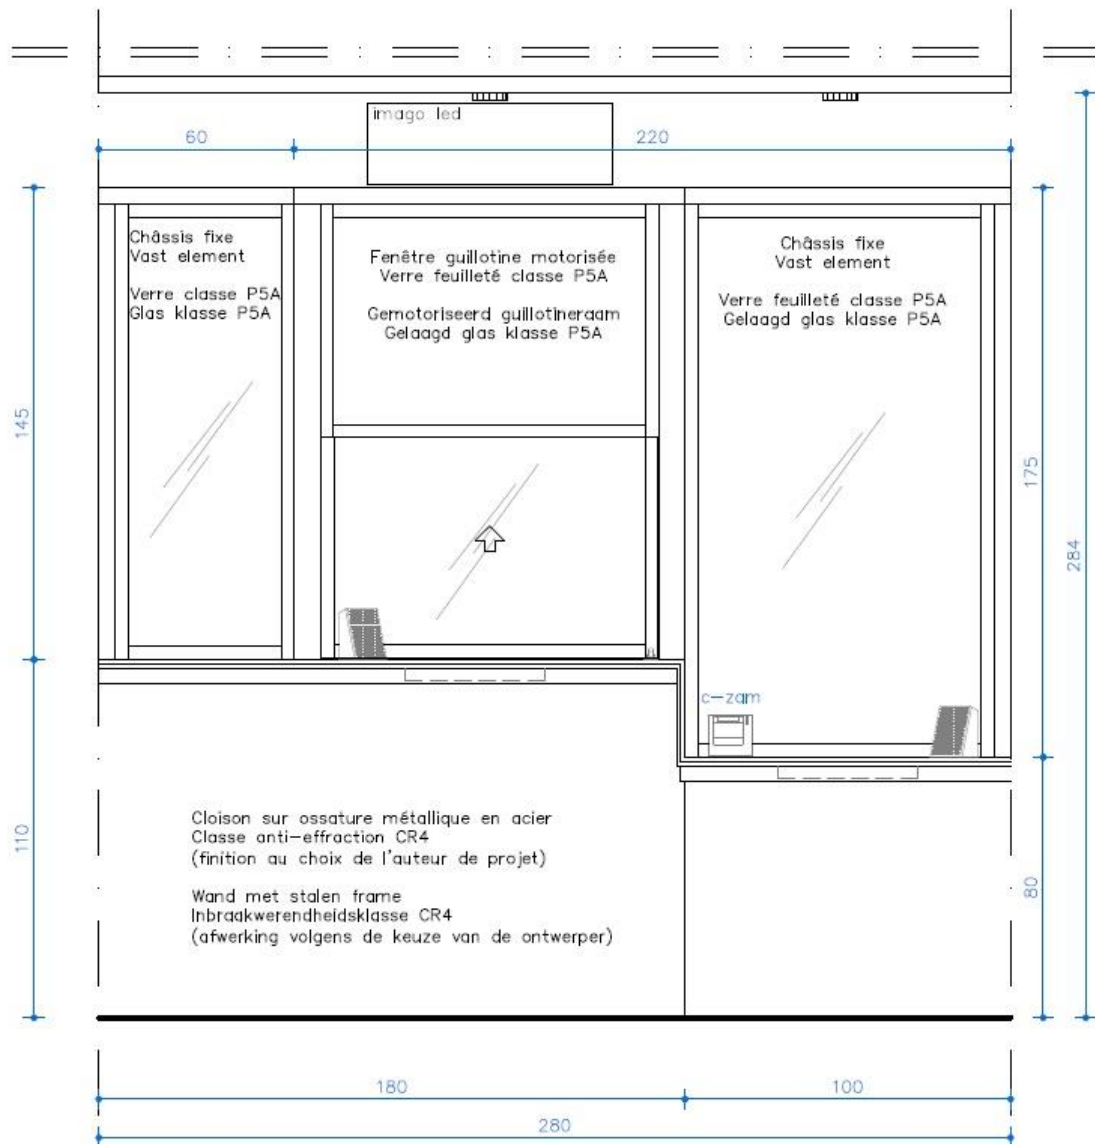 imago led
60
220
Châssis fixe
Vast element
Verre classe P5A
Glas klasse P5A
Fenêtre guillotine motorisée
Verre feuilleté classe P5A
Gemotoriseerd guillotineraam
Gelaagd glas klasse P5A
Châssis fixe
Vast element
Verre feuilleté classe P5A
Gelaagd glas klasse P5A
145
175
284
c-zam
110
80
Cloison sur ossature métallique en acier
Classe anti-effraction CR4
(finition au choix de l'auteur de projet)
Wand met stalen frame
Inbraakwerendheidsklasse CR4
(afwerking volgens de keuze van de ontwerper)
180
100
280